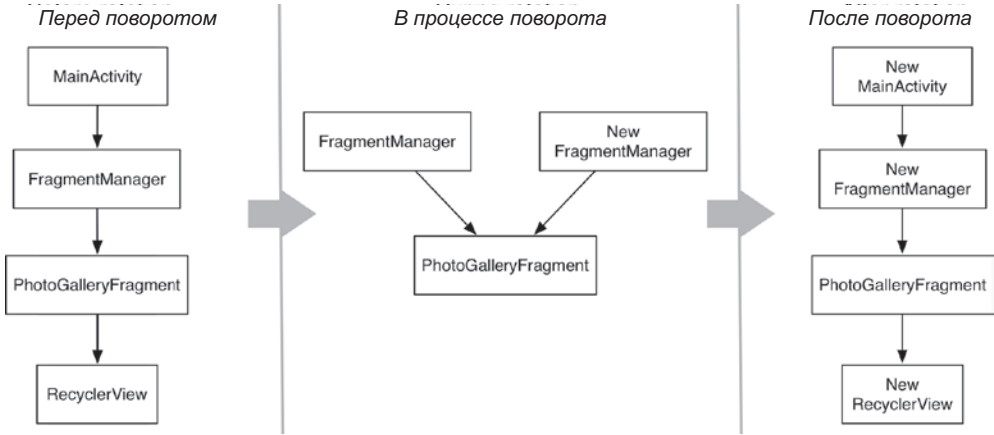 Перед поворотом
MainActivity
FragmentManager
PhotoGalleryFragment
RecyclerView
В процессе поворота
FragmentManager
New
FragmentManager
PhotoGalleryFragment
После поворота
New
MainActivity
New
FragmentManager
PhotoGalleryFragment
New
RecyclerView